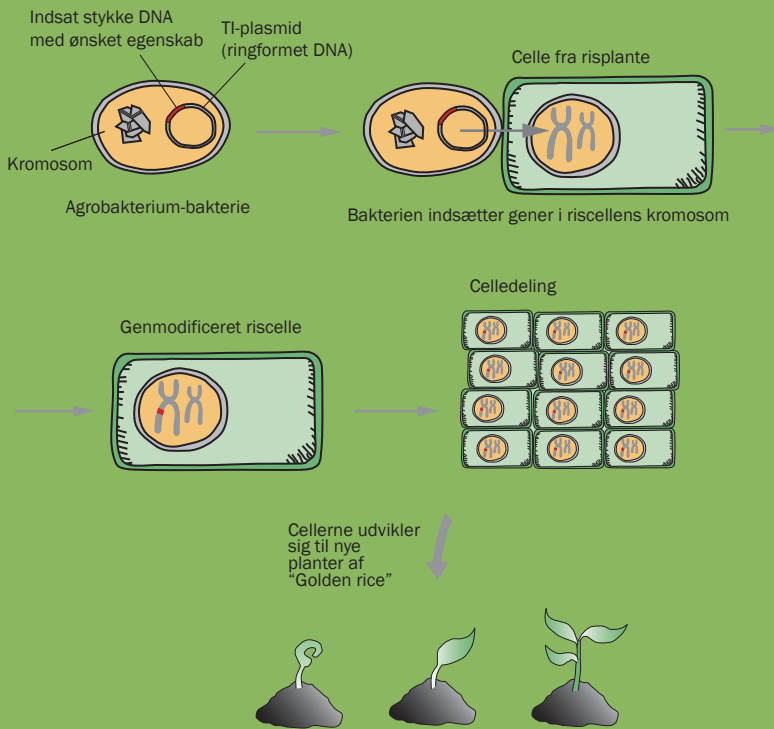 Indsat stykke DNA
med ønsket egenskab
TI-plasmid
(ringformet DNA)
Kromosom
Agrobakterium-bakterie
Celle fra risplante
Bakterien indsætter gener i riscellens kromosom
Genmodificeret riscelle
Celledeling
Cellerne udvikler
sig til nye
planter af
“Golden rice”